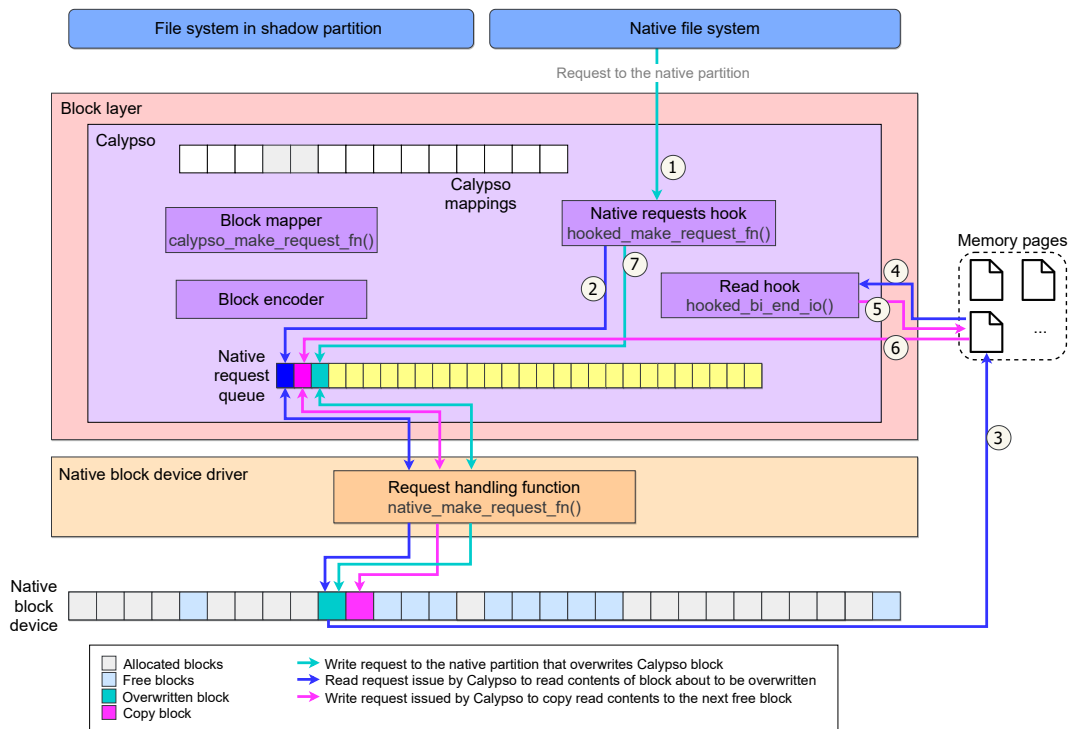 File system in shadow partition
Native file system
Request to the native partition
Block layer
Calypso
1
Calypso
mappings
Block mapper
calypso_make_request_fn()
Native requests hook
hooked_make_request_fn()
Memory pages
2
7
4
Block encoder
Read hook
hooked_bi_end_io()
5
...
6
Native
request
queue
3
Native block device driver
Request handling function
native_make_request_fn()
Native
block
device
Allocated blocks
Free blocks
Overwritten block
Copy block
Write request to the native partition that overwrites Calypso block
Read request issue by Calypso to read contents of block about to be overwritten
Write request issued by Calypso to copy read contents to the next free block